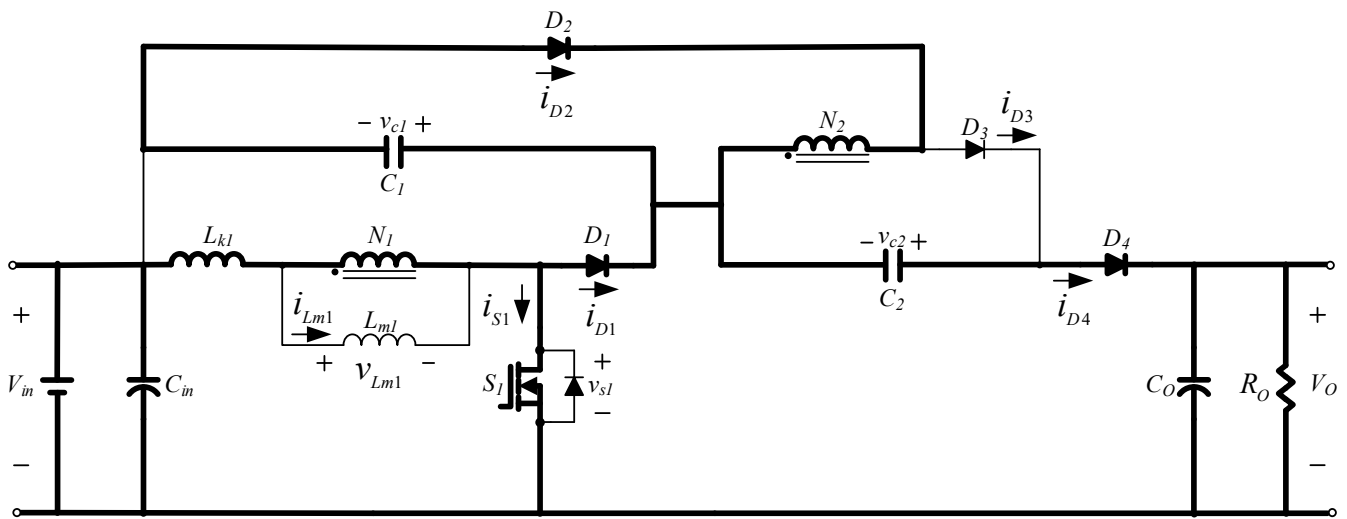 D2
iD2
− vc1 +
C1
N2
D3
iD3
Lk1
N1
D1
− vc2 +
C2
D4
iLm1
Lm1
+ vLm1 −
iS1
iD1
iD4
+
Vin
−
Cin
S1
+
vs1
−
CO
RO
+
VO
−